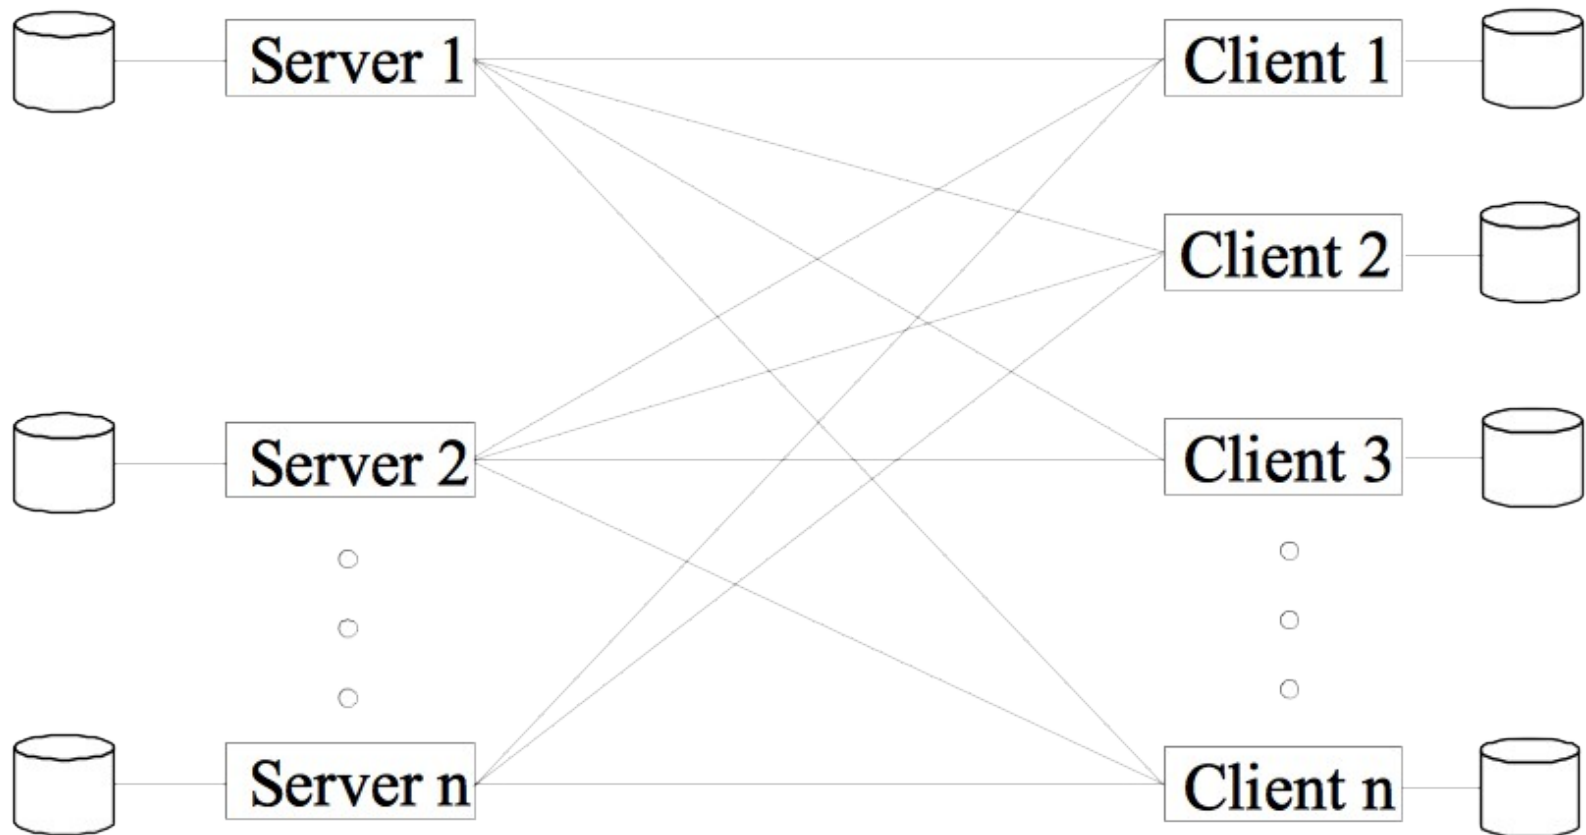 Server 1
Client 1
Client 2
Server 2
Client 3
Server n
Client n